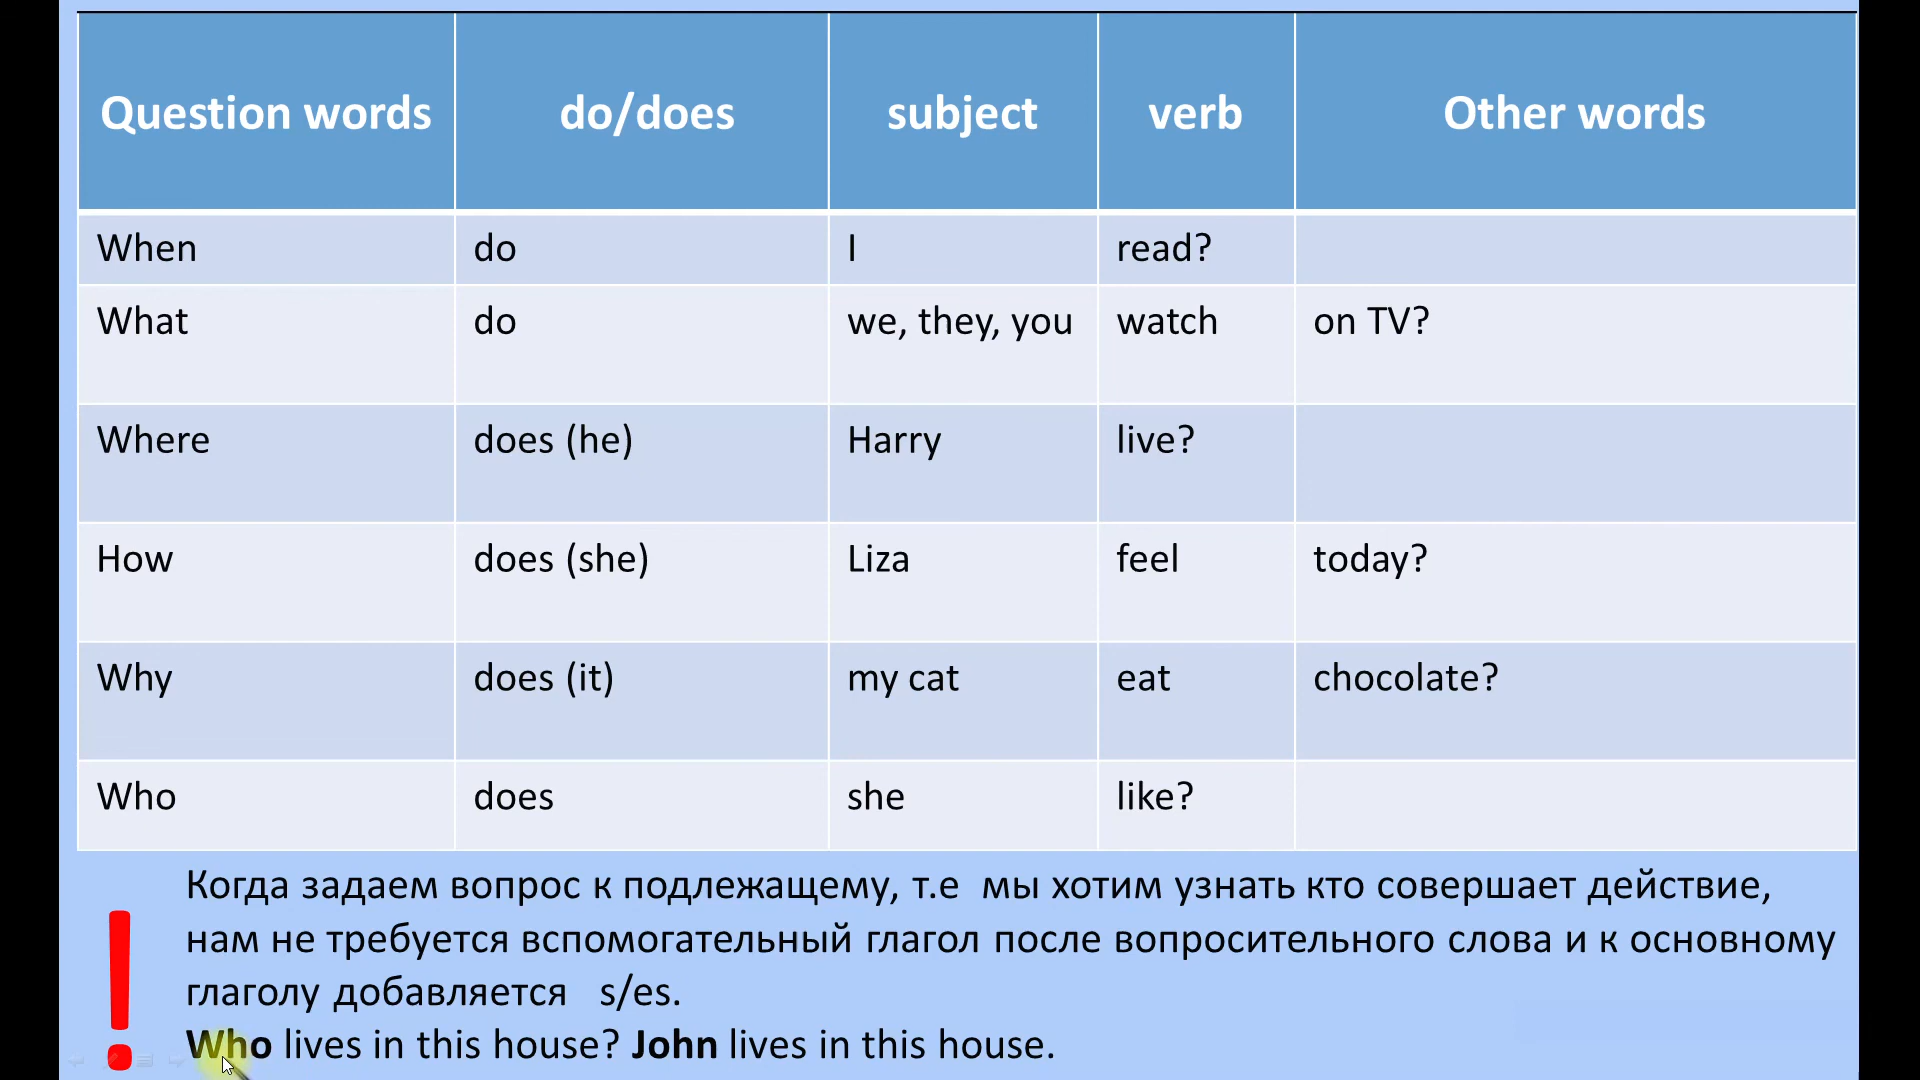 Question words do/does subject verb Other words
When do I read?
What do we, they, you watch on TV?
Where does (he) Harry live?
How does (she) Liza feel today?
Why does (it) my cat eat chocolate?
Who does she like?
Когда задаем вопрос к подлежащему, т.е мы хотим узнать кто совершает действие,
нам не требуется вспомогательный глагол после вопросительного слова и к основному
глаголу добавляется s/es.
! Who lives in this house? John lives in this house.